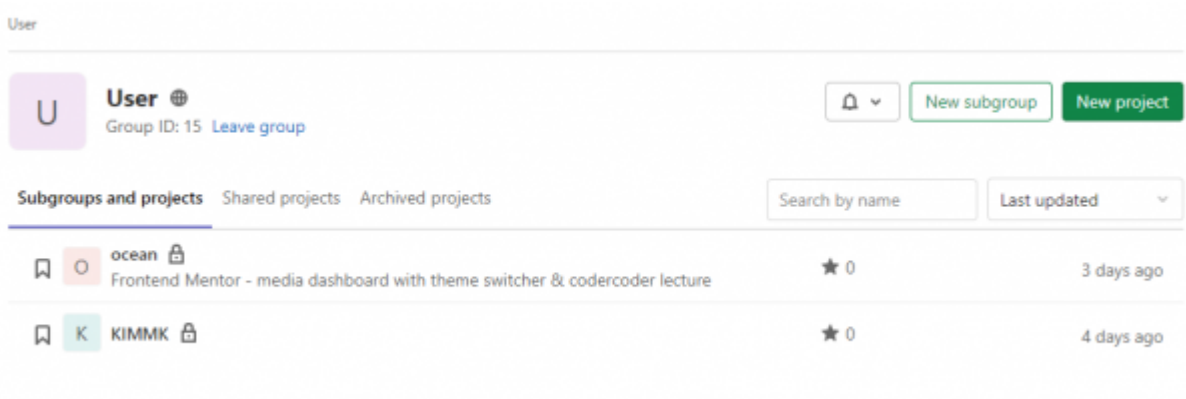 User
U
User
Group ID: 15 Leave group
New subgroup
New project
Subgroups and projects Shared projects Archived projects
Search by name
Last updated
O
ocean
Frontend Mentor - media dashboard with theme switcher & codercoder lecture
0
3 days ago
K
KIMMK
0
4 days ago